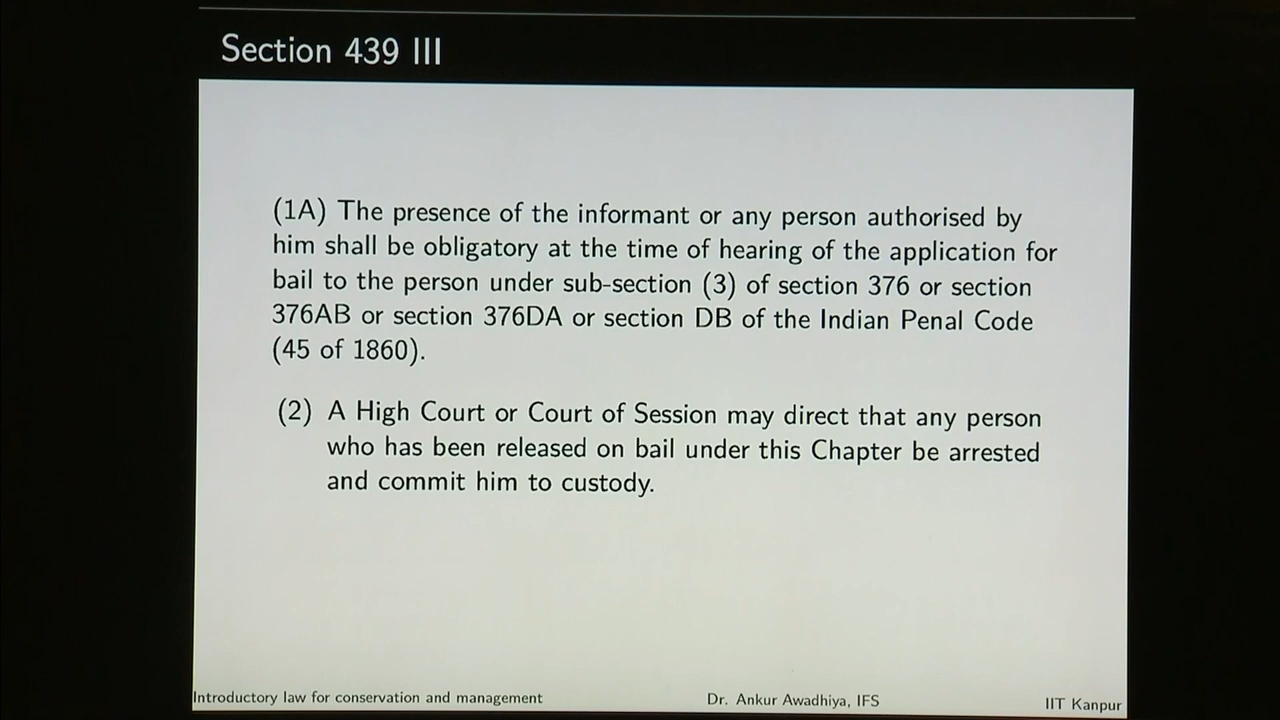 Section 439 III
(1A) The presence of the informant or any person authorised by
him shall be obligatory at the time of hearing of the application for
bail to the person under sub-section (3) of section 376 or section
376AB or section 376DA or section DB of the Indian Penal Code
(45 of 1860).
(2) A High Court or Court of Session may direct that any person
who has been released on bail under this Chapter be arrested
and commit him to custody.
Introductory law for conservation and management Dr. Ankur Awadhiya, IFS IIT Kanpur